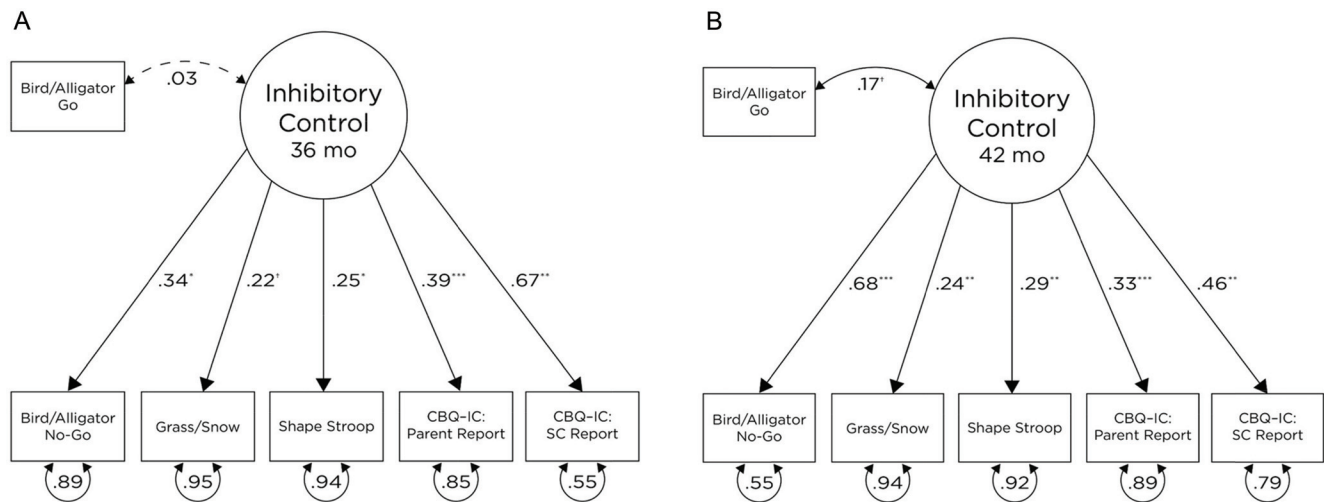 A
Bird/Alligator
Go
.03
Inhibitory
Control
36 mo
.34*
.22†
.25*
.39***
.67**
Bird/Alligator
No-Go
Grass/Snow
Shape Stroop
CBQ–IC:
Parent Report
CBQ–IC:
SC Report
.89
.95
.94
.85
.55
B
Bird/Alligator
Go
.17†
Inhibitory
Control
42 mo
.68***
.24**
.29**
.33***
.46**
Bird/Alligator
No-Go
Grass/Snow
Shape Stroop
CBQ–IC:
Parent Report
CBQ–IC:
SC Report
.55
.94
.92
.89
.79